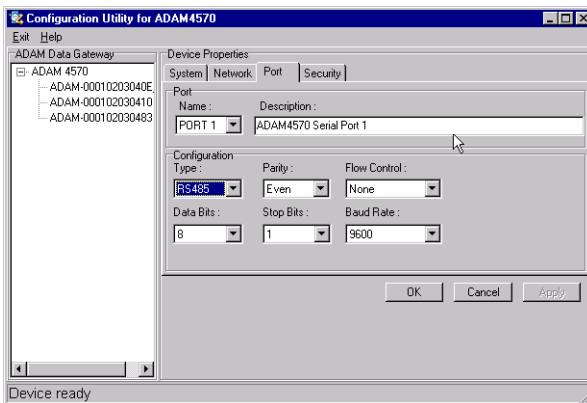 Configuration Utility for ADAM4570
Exit Help
ADAM Data Gateway
ADAM 4570
ADAM-00010203040E
ADAM-000102030410
ADAM-000102030483
Device Properties
System Network Port Security
Port
Name : Description :
PORT 1 ADAM4570 Serial Port 1
Configuration
Type : Parity : Flow Control :
RS485 Even None
Data Bits : Stop Bits : Baud Rate :
8 1 9600
OK Cancel Apply
Device ready